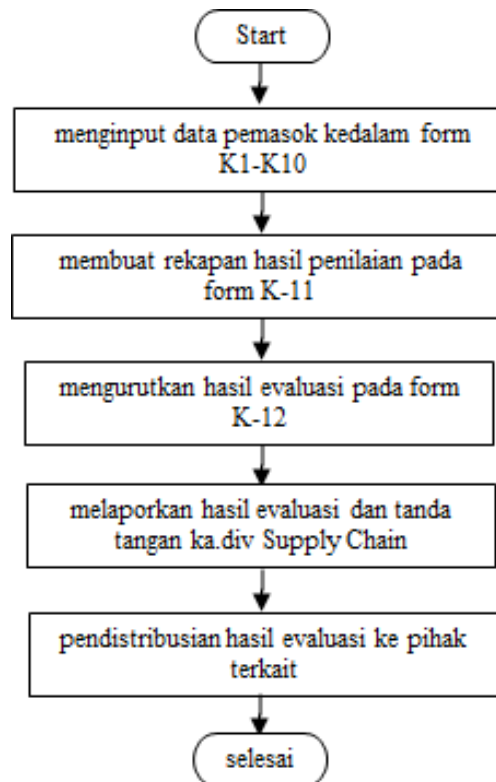 Start
menginput data pemasok kedalam form
K1-K10
membuat rekapan hasil penilaian pada
form K-11
mengurutkan hasil evaluasi pada form
K-12
melaporkan hasil evaluasi dan tanda
tangan ka.div Supply Chain
pendistribusian hasil evaluasi ke pihak
terkait
selesai